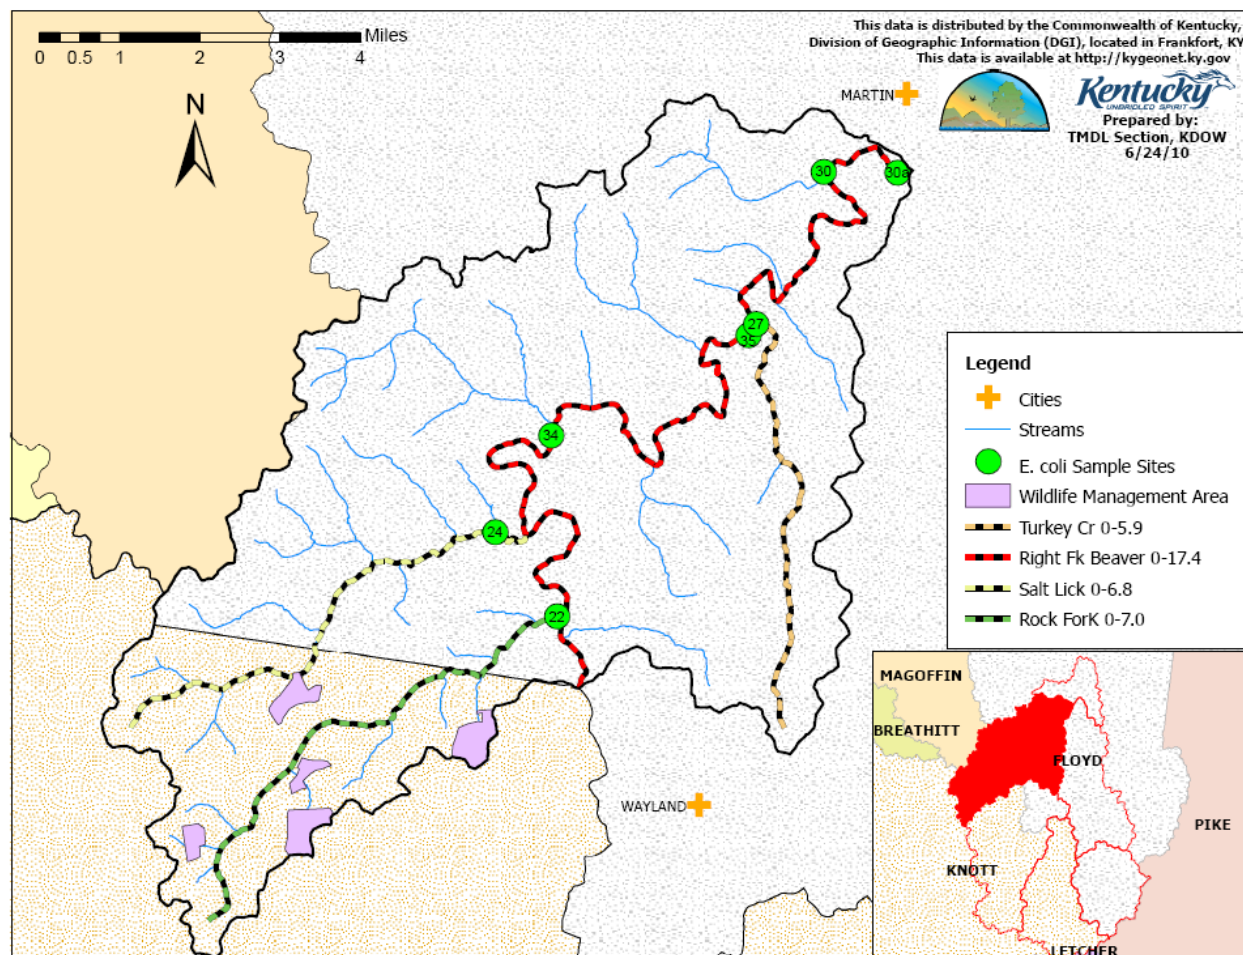 Miles
0 0.5 1 2 3 4
This data is distributed by the Commonwealth of Kentucky,
Division of Geographic Information (DGI), located in Frankfort, KY
This data is available at http://kygeonet.ky.gov
Kentucky
UNBRIDLED SPIRIT
Prepared by:
TMDL Section, KDOW
6/24/10
N
MARTIN
30
30a
27
35
34
24
22
WAYLAND
Legend
Cities
Streams
E. coli Sample Sites
Wildlife Management Area
Turkey Cr 0-5.9
Right Fk Beaver 0-17.4
Salt Lick 0-6.8
Rock ForK 0-7.0
MAGOFFIN
BREATHITT
FLOYD
PIKE
KNOTT
LETCHER